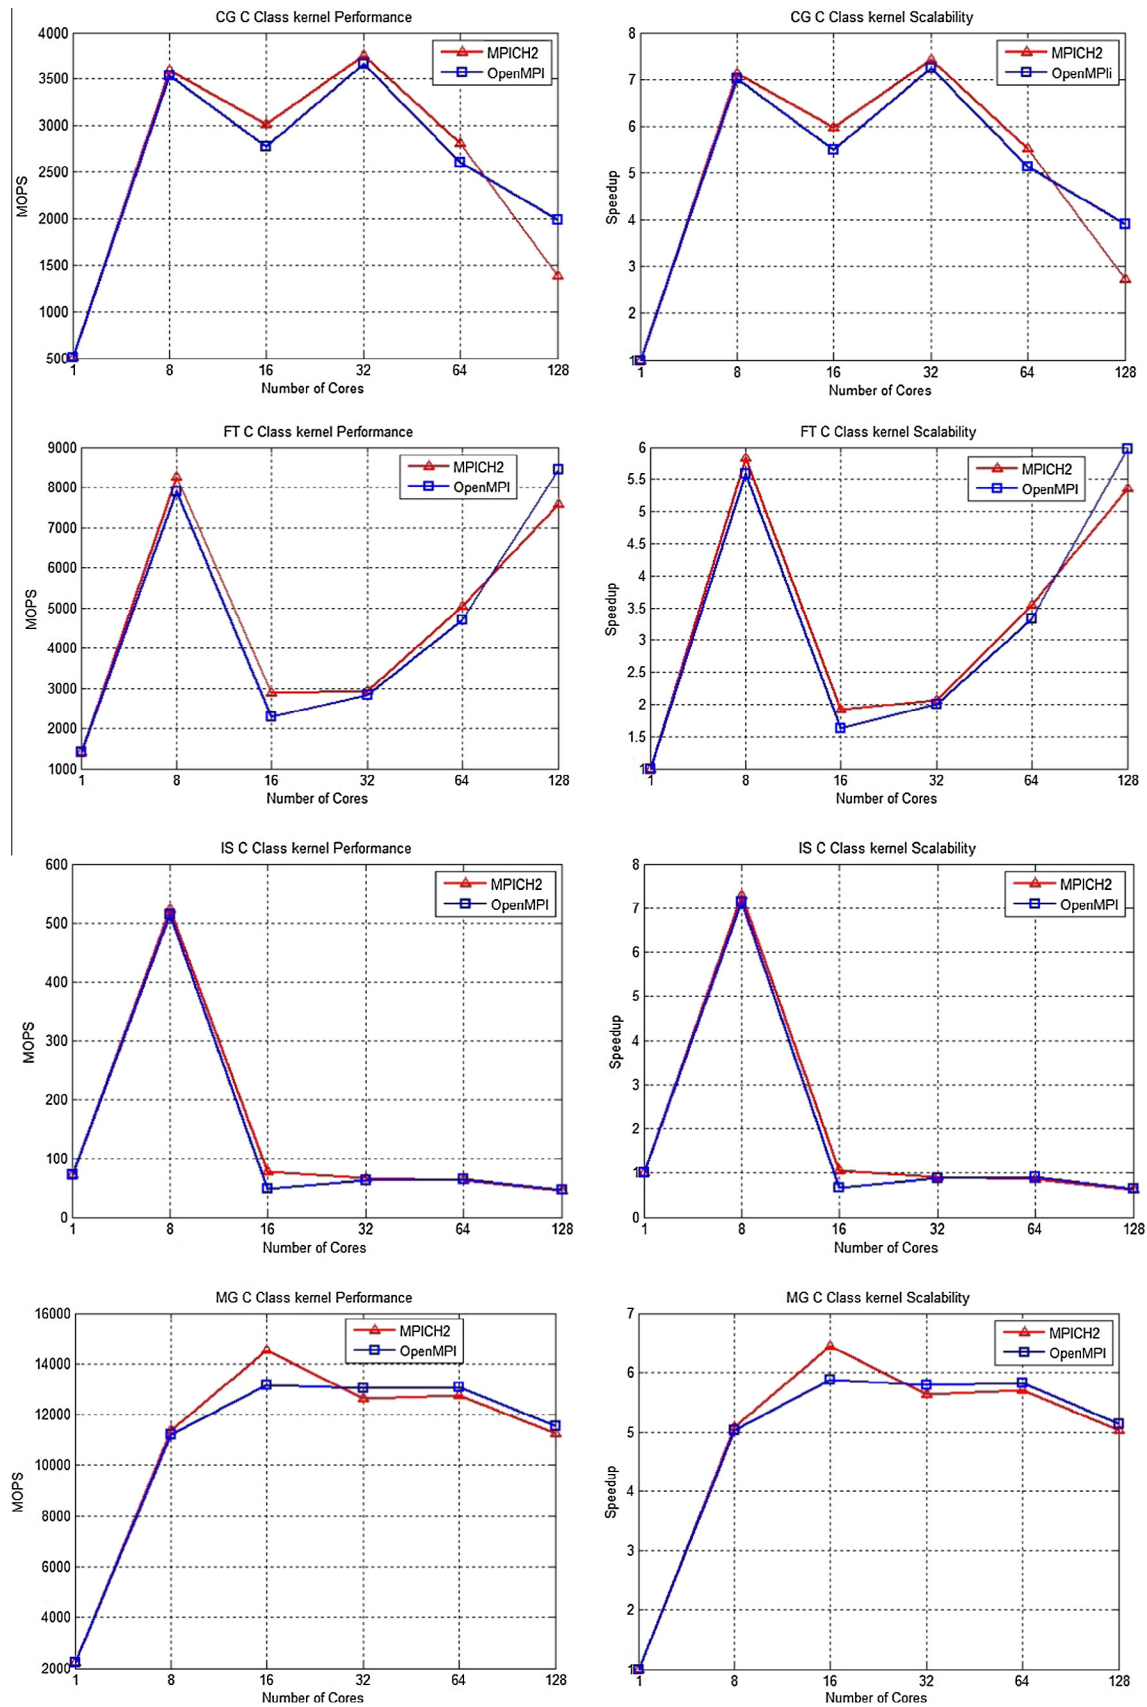 CG C Class kernel Performance
4000
3500
3000
2500
2000
1500
1000
500
MOPS
MPICH2
OpenMPI
1 8 16 32 64 128
Number of Cores
CG C Class kernel Scalability
8
7
6
5
4
3
2
1
Speedup
MPICH2
OpenMPIi
1 8 16 32 64 128
Number of Cores
FT C Class kernel Performance
9000
8000
7000
6000
5000
4000
3000
2000
1000
MOPS
MPICH2
OpenMPI
1 8 16 32 64 128
Number of Cores
FT C Class kernel Scalability
6
5.5
5
4.5
4
3.5
3
2.5
2
1.5
1
Speedup
MPICH2
OpenMPI
1 8 16 32 64 128
Number of Cores
IS C Class kernel Performance
600
500
400
300
200
100
0
MOPS
MPICH2
OpenMPI
1 8 16 32 64 128
Number of Cores
IS C Class kernel Scalability
8
7
6
5
4
3
2
1
0
Speedup
MPICH2
OpenMPI
1 8 16 32 64 128
Number of Cores
MG C Class kernel Performance
16000
14000
12000
10000
8000
6000
4000
2000
MOPS
MPICH2
OpenMPI
1 8 16 32 64 128
Number of Cores
MG C Class kernel Scalability
7
6
5
4
3
2
1
Speedup
MPICH2
OpenMPI
1 8 16 32 64 128
Number of Cores